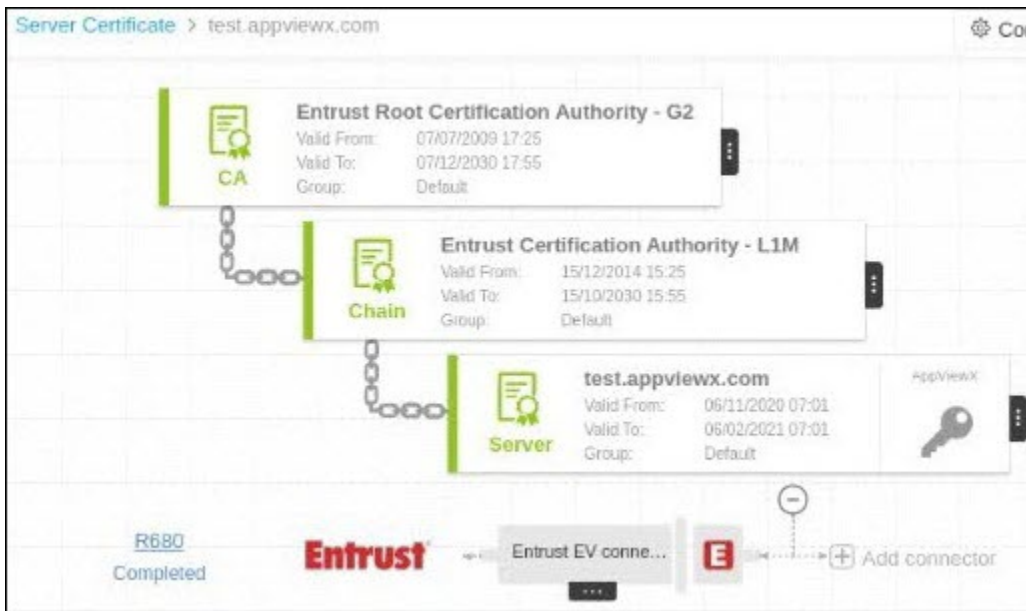 Server Certificate > test.appviewx.com
Co
Entrust Root Certification Authority - G2
Valid From: 07/07/2009 17:25
Valid To: 07/12/2030 17:55
Group: Default
CA
Entrust Certification Authority - L1M
Valid From: 15/12/2014 15:25
Valid To: 15/10/2030 15:55
Group: Default
Chain
test.appviewx.com
Valid From: 06/11/2020 07:01
Valid To: 06/02/2021 07:01
Group: Default
Server
AppViewX
R680
Completed
Entrust
Entrust EV conne...
E
Add connector